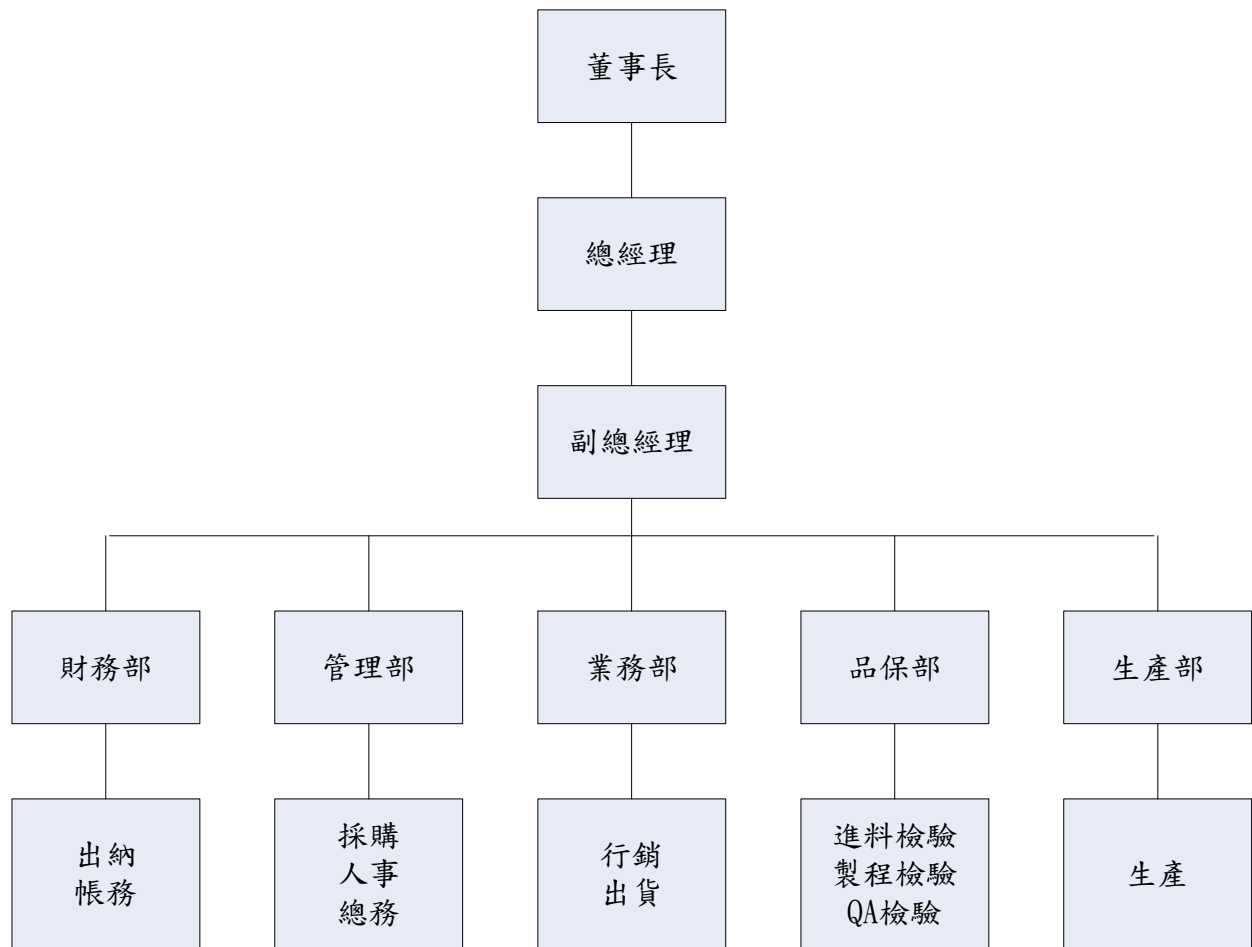 董事長
總經理
副總經理
財務部
管理部
業務部
品保部
生產部
出納
帳務
採購
人事
總務
行銷
出貨
進料檢驗
製程檢驗
QA檢驗
生產